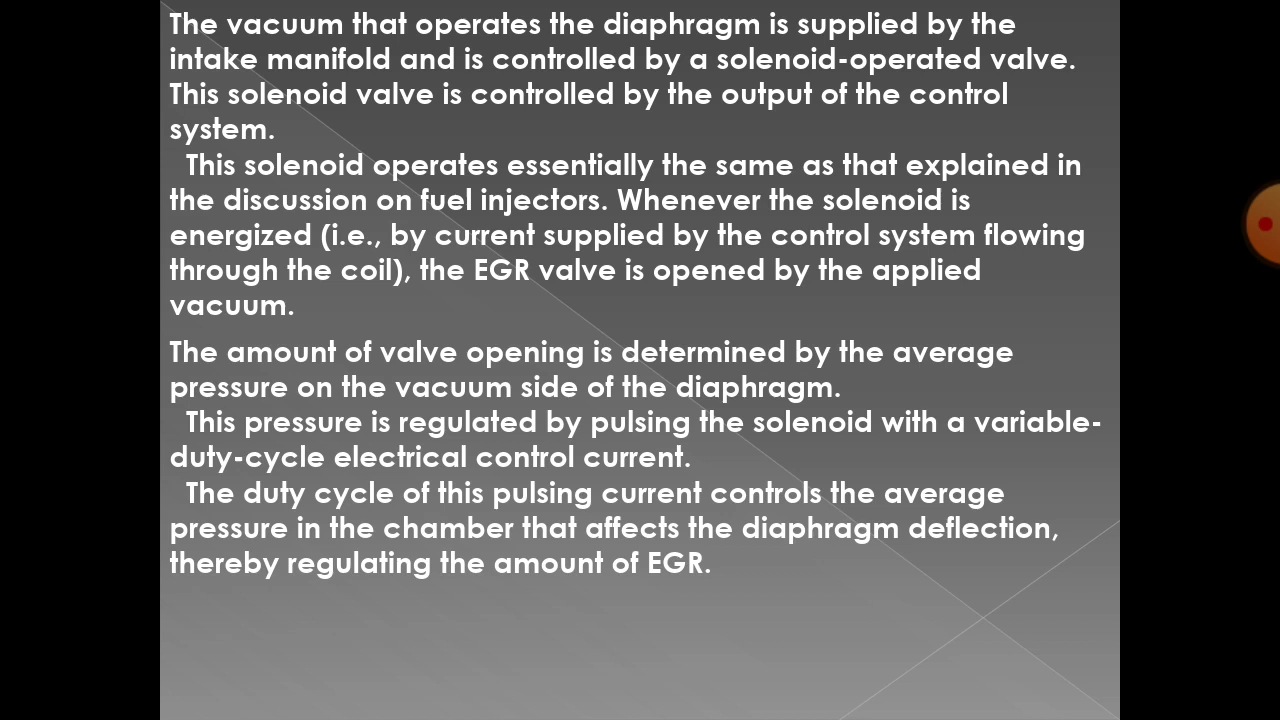 The vacuum that operates the diaphragm is supplied by the
intake manifold and is controlled by a solenoid-operated valve.
This solenoid valve is controlled by the output of the control
system.
This solenoid operates essentially the same as that explained in
the discussion on fuel injectors. Whenever the solenoid is
energized (i.e., by current supplied by the control system flowing
through the coil), the EGR valve is opened by the applied
vacuum.
The amount of valve opening is determined by the average
pressure on the vacuum side of the diaphragm.
This pressure is regulated by pulsing the solenoid with a variable-
duty-cycle electrical control current.
The duty cycle of this pulsing current controls the average
pressure in the chamber that affects the diaphragm deflection,
thereby regulating the amount of EGR.